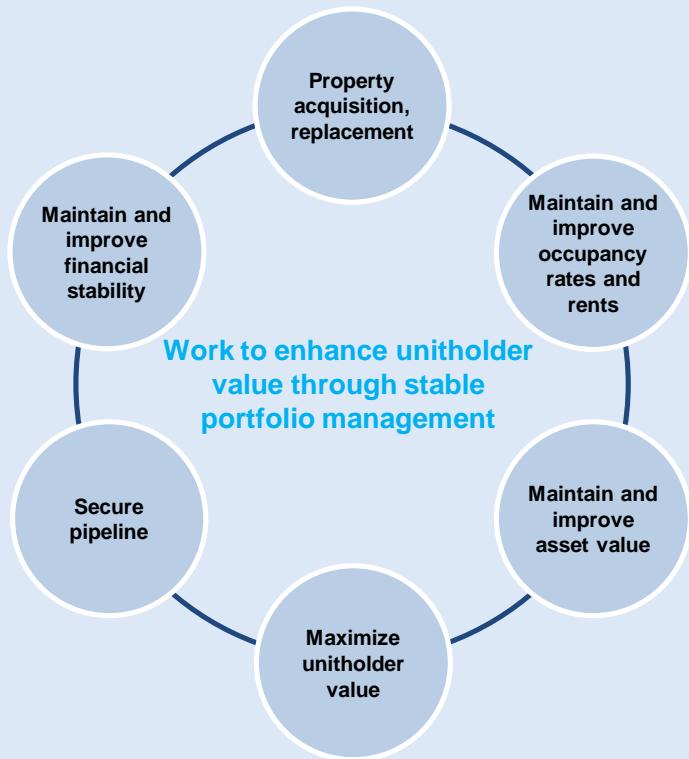 Property
acquisition,
replacement
Maintain and
improve
occupancy
rates and
rents
Maintain and
improve
asset value
Maximize
unitholder
value
Secure
pipeline
Maintain and
improve
financial
stability
Work to enhance unitholder
value through stable
portfolio management